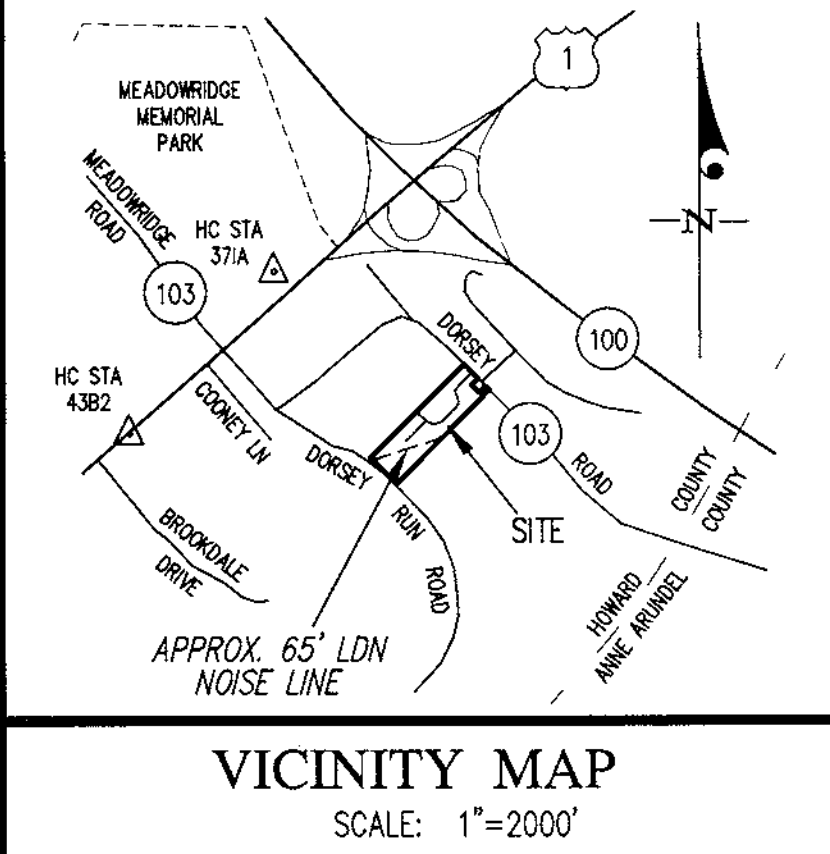 1
MEADOWRIDGE
MEMORIAL
PARK
MEADOWRIDGE
ROAD
HC STA
371A
103
N
DORSEY
100
HC STA
43B2
COONEY LN
DORSEY
103
ROAD
COUNTY
COUNTY
RUN
SITE
BROOKDALE
DRIVE
ROAD
HOWARD
ANNE ARUNDEL
APPROX. 65' LDN
NOISE LINE
VICINITY MAP
SCALE: 1"=2000'